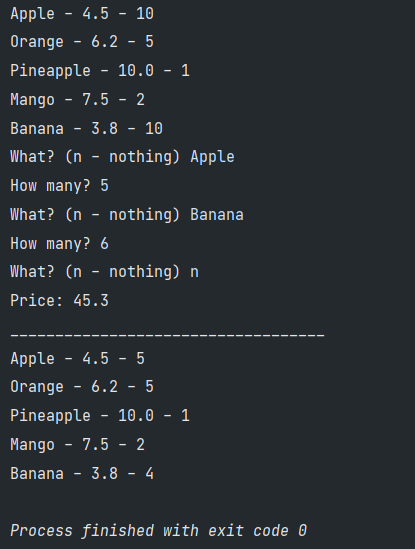 Apple - 4.5 - 10
Orange - 6.2 - 5
Pineapple - 10.0 - 1
Mango - 7.5 - 2
Banana - 3.8 - 10
What? (n - nothing) Apple
How many? 5
What? (n - nothing) Banana
How many? 6
What? (n - nothing) n
Price: 45.3
___________________________________
Apple - 4.5 - 5
Orange - 6.2 - 5
Pineapple - 10.0 - 1
Mango - 7.5 - 2
Banana - 3.8 - 4
Process finished with exit code 0